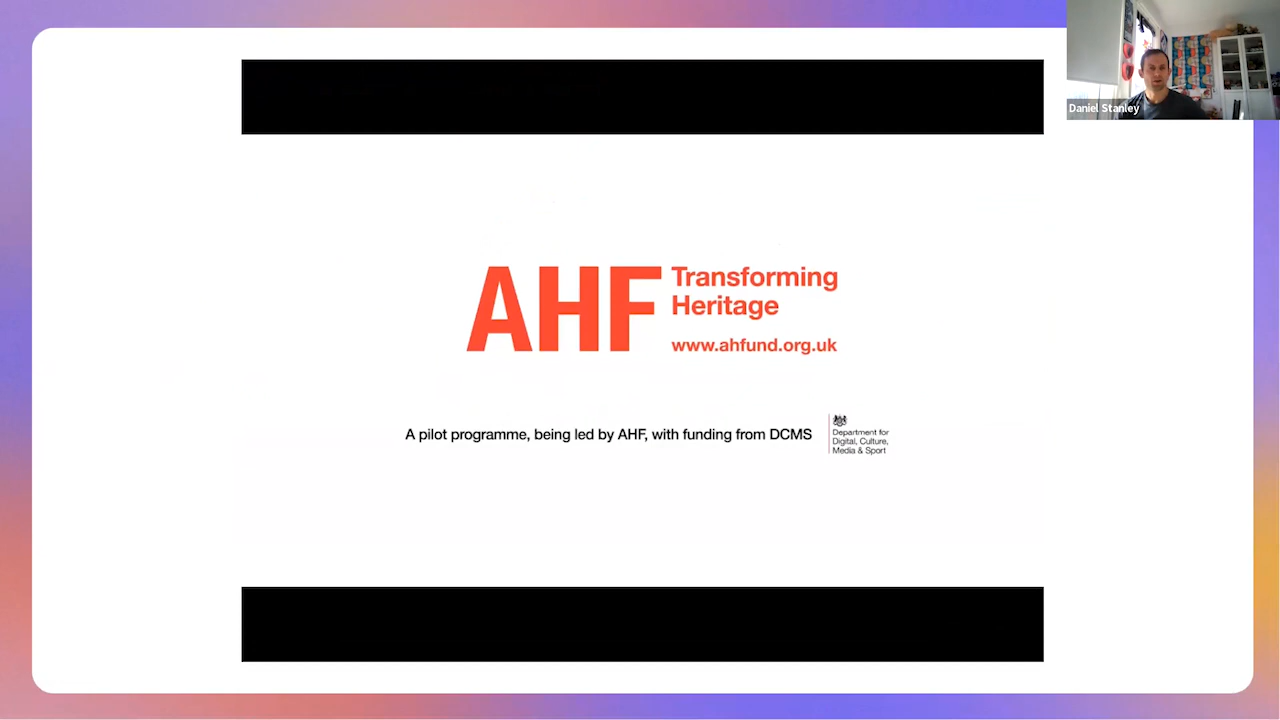 Daniel Stanley
AHF
Transforming
Heritage
www.ahfund.org.uk
A pilot programme, being led by AHF, with funding from DCMS
Department for
Digital, Culture,
Media & Sport